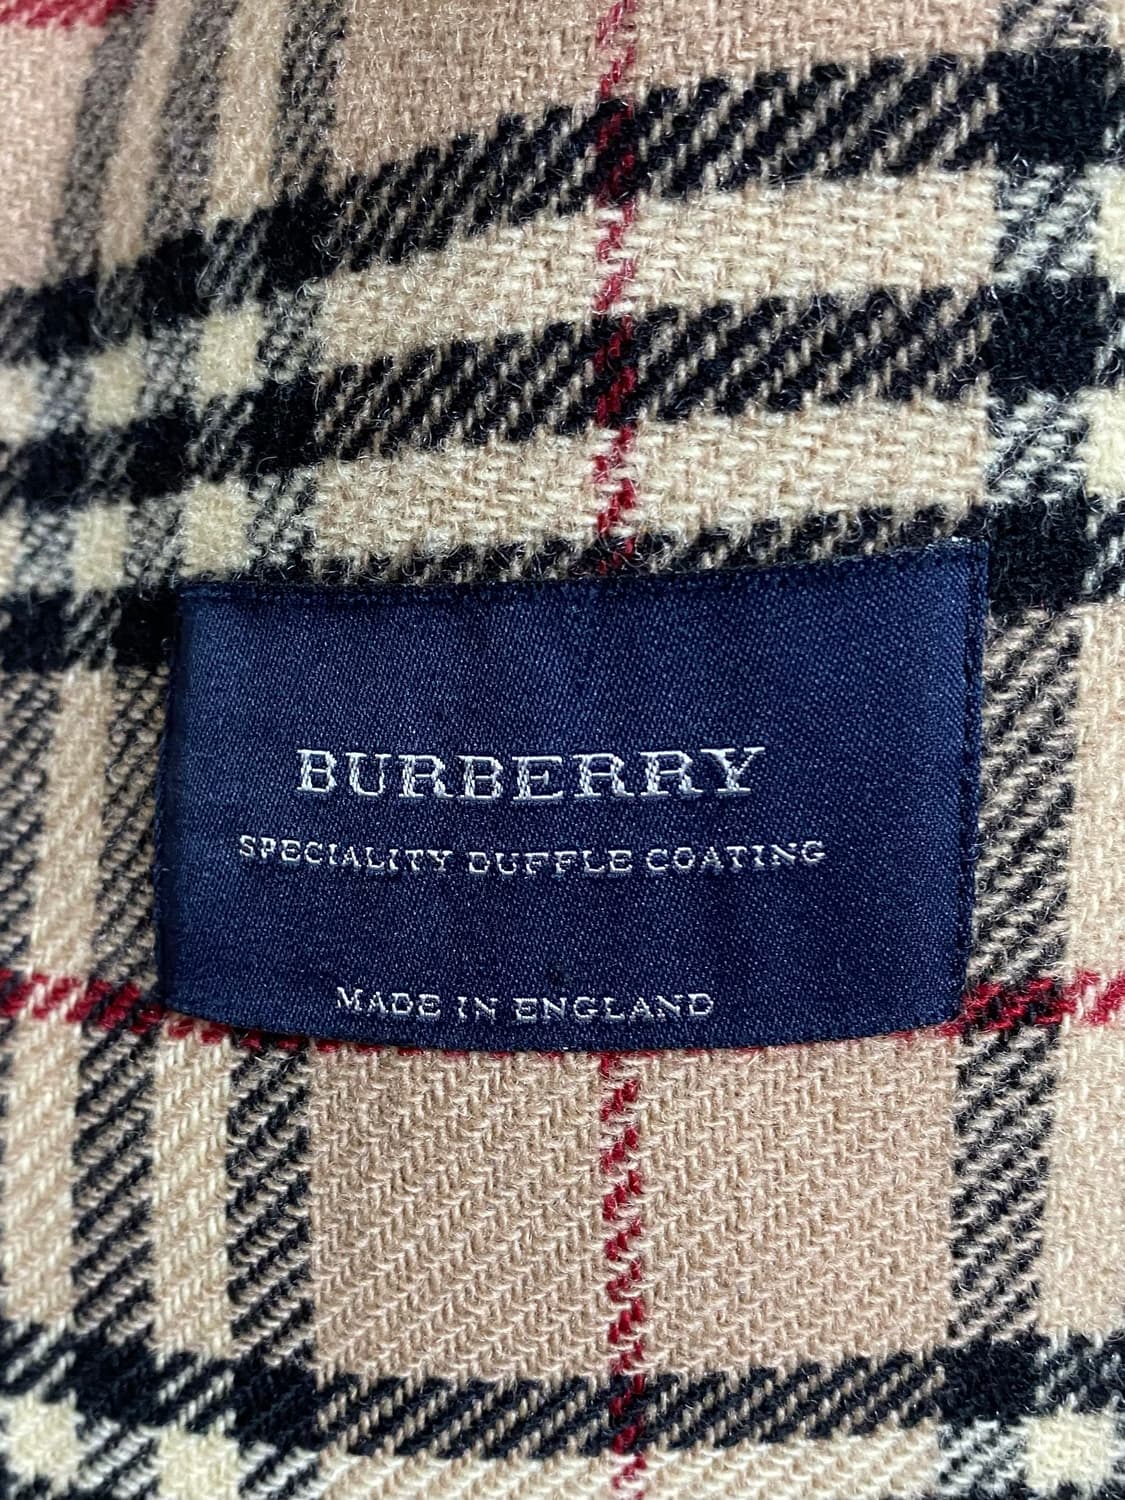 BURBERRY
SPECIALITY DUFFLE COATING
MADE IN ENGLAND